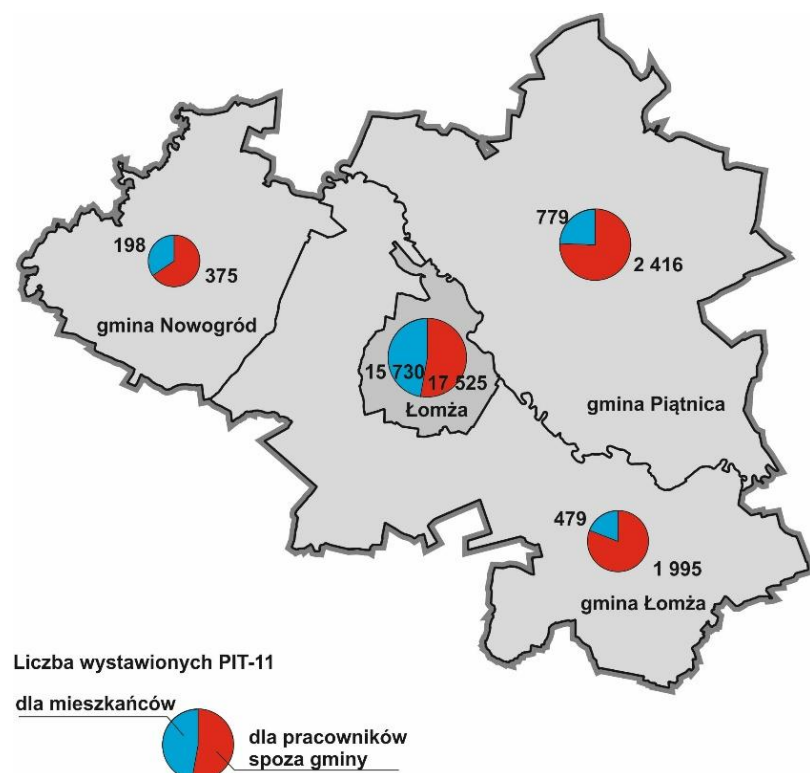 198
375
gmina Nowogród
779
2 416
gmina Piątnica
15 730
17 525
Łomża
479
1 995
gmina Łomża
Liczba wystawionych PIT-11
dla mieszkańców
dla pracowników
spoza gminy